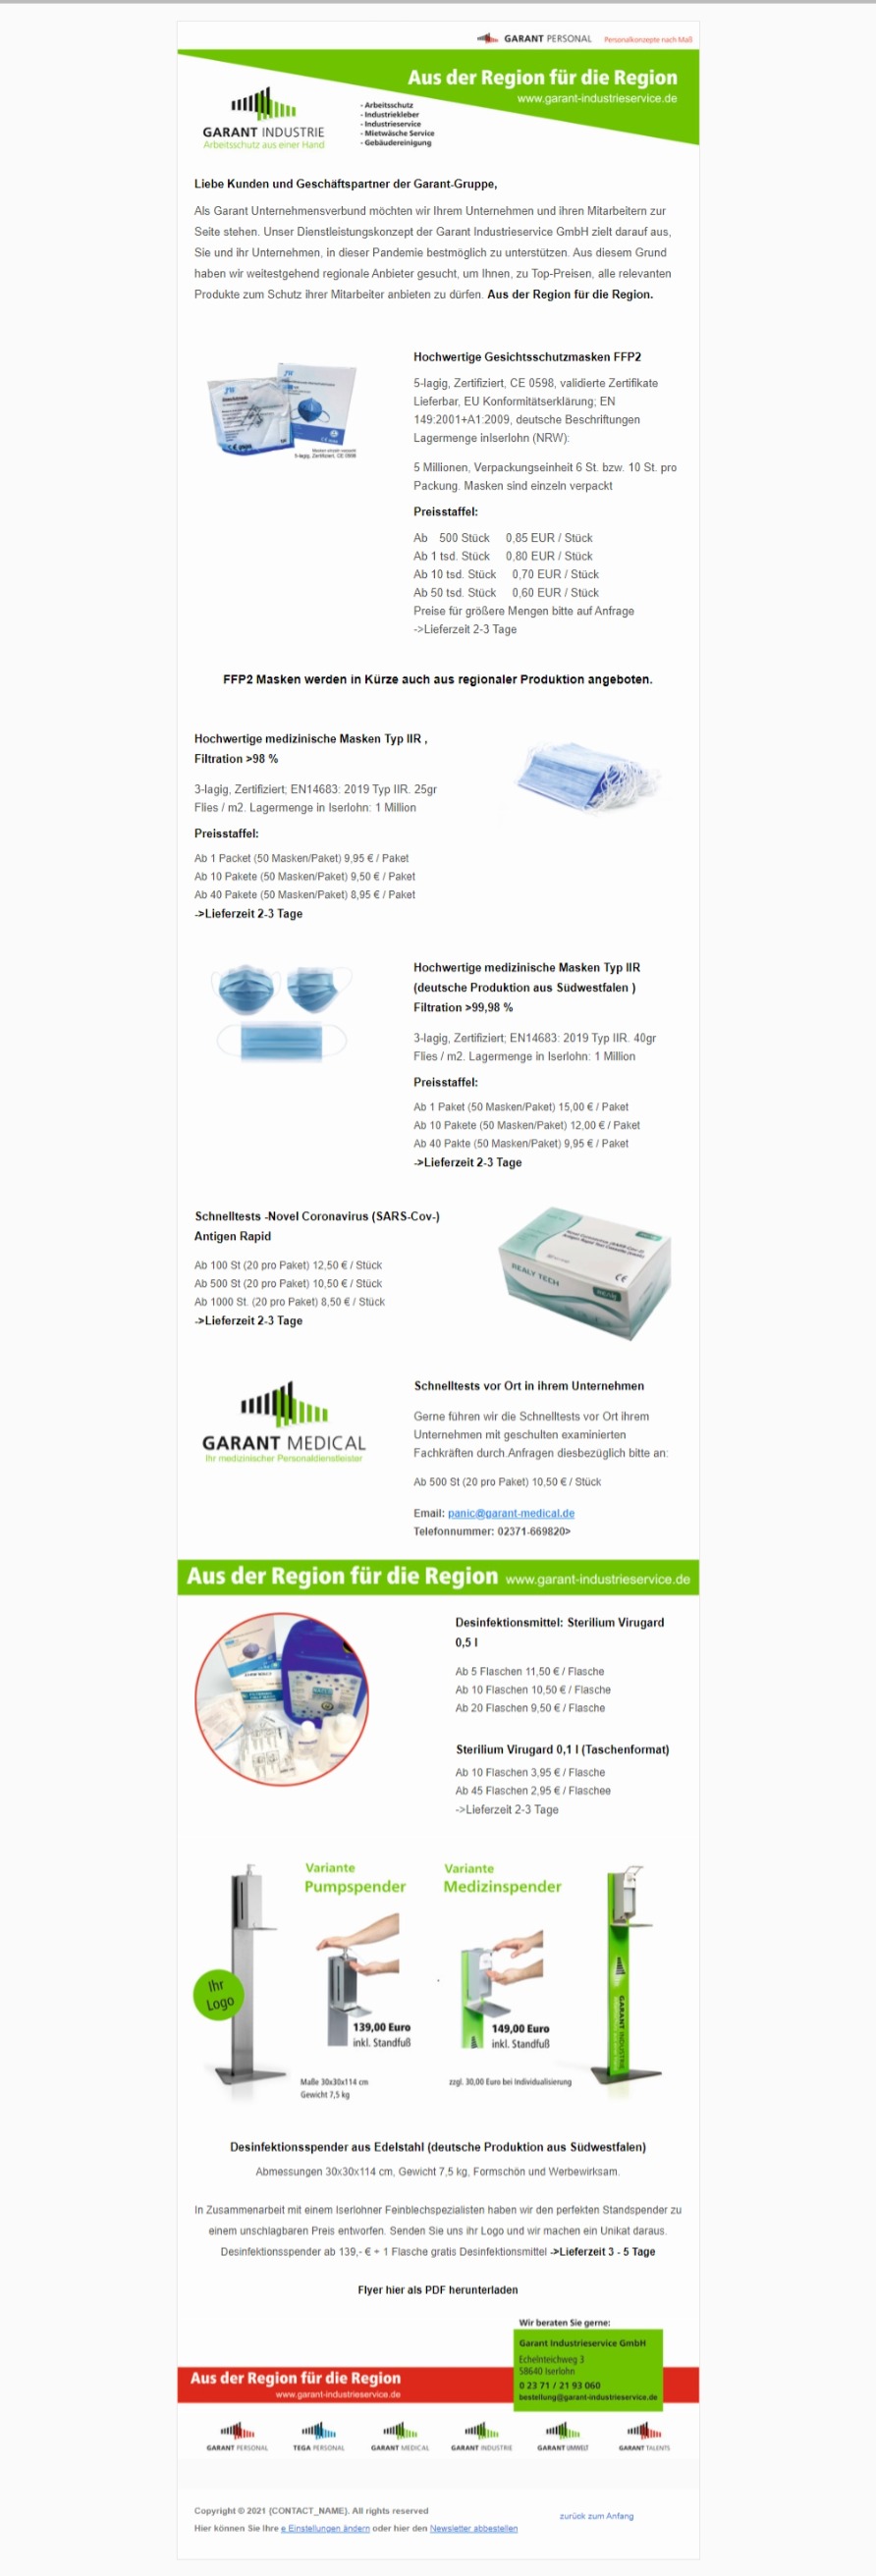 GARANT PERSONAL Personalkonzepte nach Maß
Aus der Region für die Region
www.garant-industrieservice.de
GARANT INDUSTRIE
Arbeitsschutz aus einer Hand
- Arbeitsschutz
- Industriekleber
- Industrieservice
- Mietwäsche Service
- Gebäudereinigung
Liebe Kunden und Geschäftspartner der Garant-Gruppe,
Als Garant Unternehmensverbund möchten wir Ihrem Unternehmen und ihren Mitarbeitern zur
Seite stehen. Unser Dienstleistungskonzept der Garant Industrieservice GmbH zielt darauf aus,
Sie und ihr Unternehmen, in dieser Pandemie bestmöglich zu unterstützen. Aus diesem Grund
haben wir weitestgehend regionale Anbieter gesucht, um Ihnen, zu Top-Preisen, alle relevanten
Produkte zum Schutz ihrer Mitarbeiter anbieten zu dürfen. Aus der Region für die Region.
JW
JW
5-lagig, Zertifiziert, CE 0598
Hochwertige Gesichtsschutzmasken FFP2
5-lagig, Zertifiziert, CE 0598, validierte Zertifikate
Lieferbar, EU Konformitätserklärung; EN
149:2001+A1:2009, deutsche Beschriftungen
Lagermenge inIserlohn (NRW):
5 Millionen, Verpackungseinheit 6 St. bzw. 10 St. pro
Packung. Masken sind einzeln verpackt
Preisstaffel:
Ab 500 Stück 0,85 EUR / Stück
Ab 1 tsd. Stück 0,80 EUR / Stück
Ab 10 tsd. Stück 0,70 EUR / Stück
Ab 50 tsd. Stück 0,60 EUR / Stück
Preise für größere Mengen bitte auf Anfrage
->Lieferzeit 2-3 Tage
FFP2 Masken werden in Kürze auch aus regionaler Produktion angeboten.
Hochwertige medizinische Masken Typ IIR ,
Filtration >98 %
3-lagig, Zertifiziert; EN14683: 2019 Typ IIR. 25gr
Flies / m2. Lagermenge in Iserlohn: 1 Million
Preisstaffel:
Ab 1 Packet (50 Masken/Paket) 9,95 € / Paket
Ab 10 Pakete (50 Masken/Paket) 9,50 € / Paket
Ab 40 Pakete (50 Masken/Paket) 8,95 € / Paket
->Lieferzeit 2-3 Tage
Hochwertige medizinische Masken Typ IIR
(deutsche Produktion aus Südwestfalen )
Filtration >99,98 %
3-lagig, Zertifiziert; EN14683: 2019 Typ IIR. 40gr
Flies / m2. Lagermenge in Iserlohn: 1 Million
Preisstaffel:
Ab 1 Paket (50 Masken/Paket) 15,00 € / Paket
Ab 10 Pakete (50 Masken/Paket) 12,00 € / Paket
Ab 40 Pakte (50 Masken/Paket) 9,95 € / Paket
->Lieferzeit 2-3 Tage
Schnelltests -Novel Coronavirus (SARS-Cov-)
Antigen Rapid
Ab 100 St (20 pro Paket) 12,50 € / Stück
Ab 500 St (20 pro Paket) 10,50 € / Stück
Ab 1000 St. (20 pro Paket) 8,50 € / Stück
->Lieferzeit 2-3 Tage
REALY TECH
CE
GARANT MEDICAL
Ihr medizinischer Personaldienstleister
Schnelltests vor Ort in ihrem Unternehmen
Gerne führen wir die Schnelltests vor Ort ihrem
Unternehmen mit geschulten examinierten
Fachkräften durch.Anfragen diesbezüglich bitte an:
Ab 500 St (20 pro Paket) 10,50 € / Stück
Email: panic@garant-medical.de
Telefonnummer: 02371-669820>
Aus der Region für die Region www.garant-industrieservice.de
Desinfektionsmittel: Sterilium Virugard
0,5 l
Ab 5 Flaschen 11,50 € / Flasche
Ab 10 Flaschen 10,50 € / Flasche
Ab 20 Flaschen 9,50 € / Flasche
Sterilium Virugard 0,1 l (Taschenformat)
Ab 10 Flaschen 3,95 € / Flasche
Ab 45 Flaschen 2,95 € / Flaschee
->Lieferzeit 2-3 Tage
Variante
Pumpspender
Variante
Medizinspender
Ihr
Logo
139,00 Euro
inkl. Standfuß
149,00 Euro
inkl. Standfuß
GARANT INDUSTRIE
Maße 30x30x114 cm
Gewicht 7,5 kg
zzgl. 30,00 Euro bei Individualisierung
Desinfektionsspender aus Edelstahl (deutsche Produktion aus Südwestfalen)
Abmessungen 30x30x114 cm, Gewicht 7,5 kg, Formschön und Werbewirksam.
In Zusammenarbeit mit einem Iserlohner Feinblechspezialisten haben wir den perfekten Standspender zu
einem unschlagbaren Preis entworfen. Senden Sie uns ihr Logo und wir machen ein Unikat daraus.
Desinfektionsspender ab 139,- € + 1 Flasche gratis Desinfektionsmittel ->Lieferzeit 3 - 5 Tage
Flyer hier als PDF herunterladen
Wir beraten Sie gerne:
Garant Industrieservice GmbH
Echelnteichweg 3
58640 Iserlohn
0 23 71 / 21 93 060
bestellung@garant-industrieservice.de
Aus der Region für die Region
www.garant-industrieservice.de
GARANT PERSONAL
TEGA PERSONAL
GARANT MEDICAL
GARANT INDUSTRIE
GARANT UMWELT
GARANT TALENTS
Copyright © 2021 {CONTACT_NAME}. All rights reserved
zurück zum Anfang
Hier können Sie Ihre e Einstellungen ändern oder hier den Newsletter abbestellen